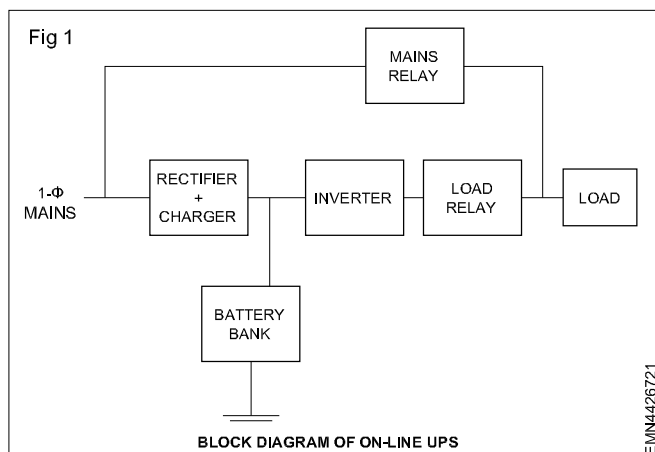 Fig 1
MAINS
RELAY
1-Φ
MAINS
RECTIFIER
+
CHARGER
INVERTER
LOAD
RELAY
LOAD
BATTERY
BANK
BLOCK DIAGRAM OF ON-LINE UPS
EMN4426721